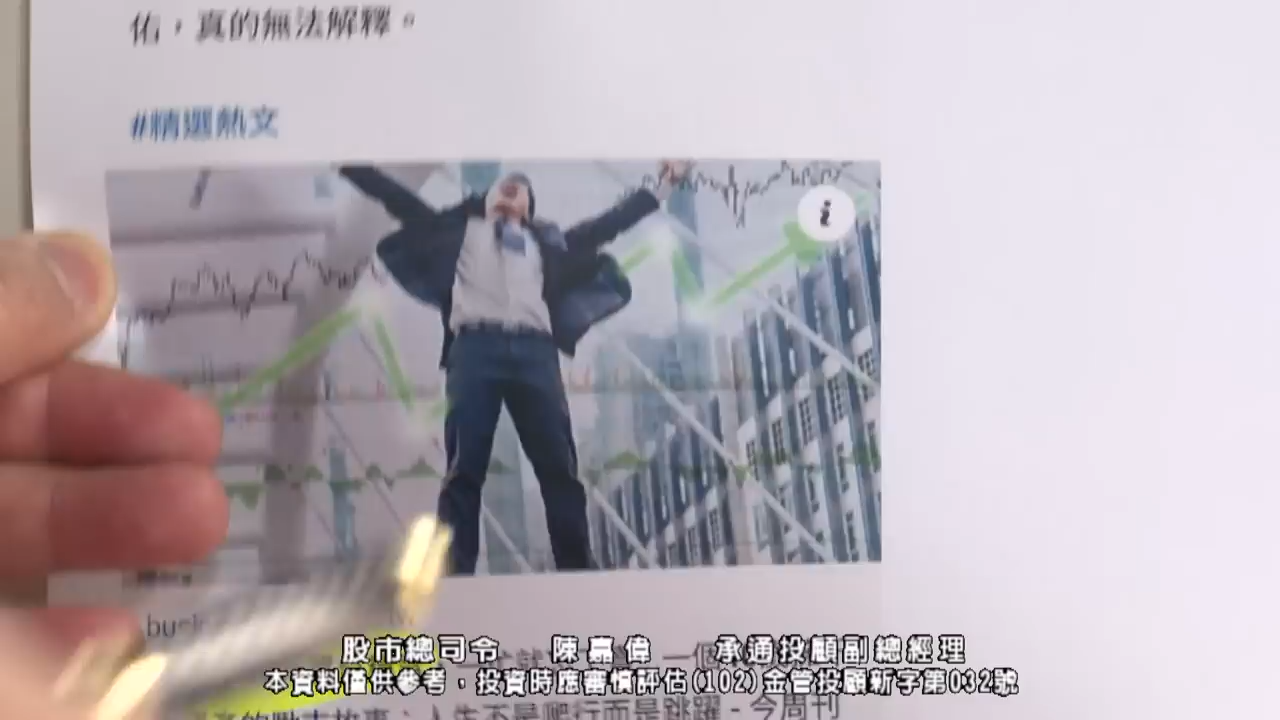 佑，真的無法解釋。
#精選熱文
i
股市總司令 陳嘉偉 承通投顧副總經理
本資料僅供參考，投資時應審慎評估(102)金管投顧新字第032號
人生不是爬行而是跳躍 - 今周刊